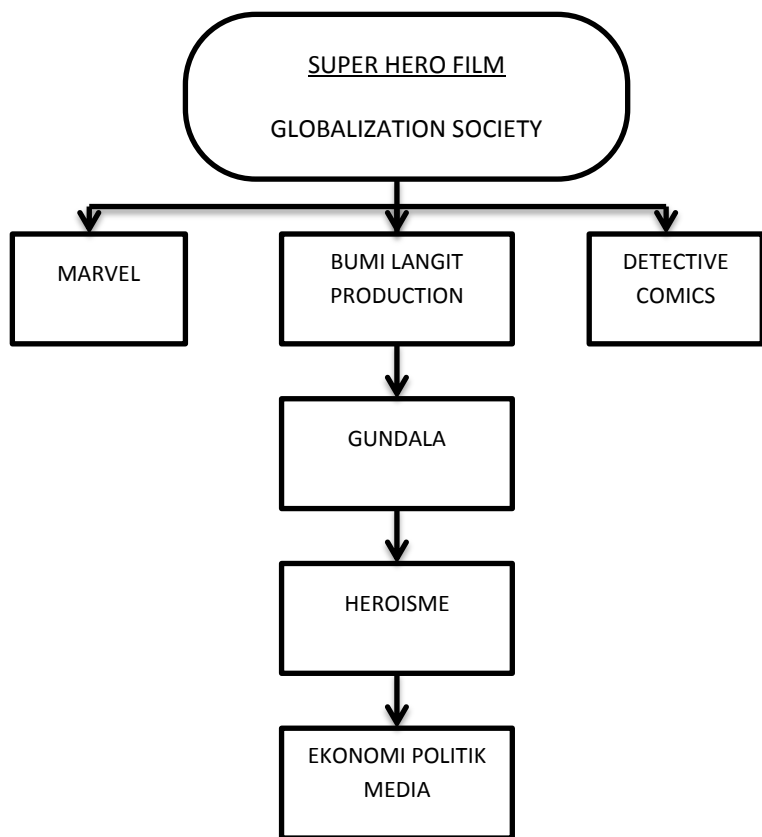 SUPER HERO FILM
GLOBALIZATION SOCIETY
MARVEL
BUMI LANGIT
PRODUCTION
DETECTIVE
COMICS
GUNDALA
HEROISME
EKONOMI POLITIK
MEDIA